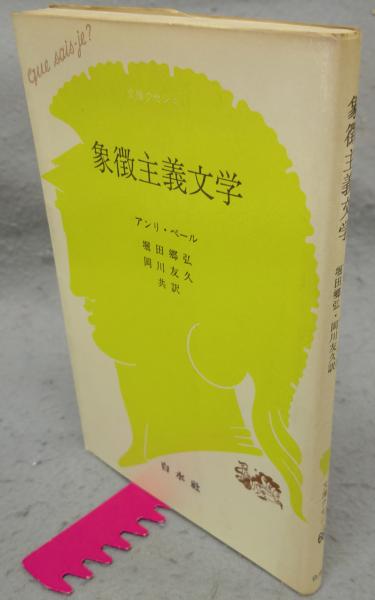 que sais-je?
文庫クセジュ
象徴主義文学
アンリ・ペール
堀田郷弘
岡川友久
共訳
白水社
象徴主義文学
堀田郷弘・岡川友久訳